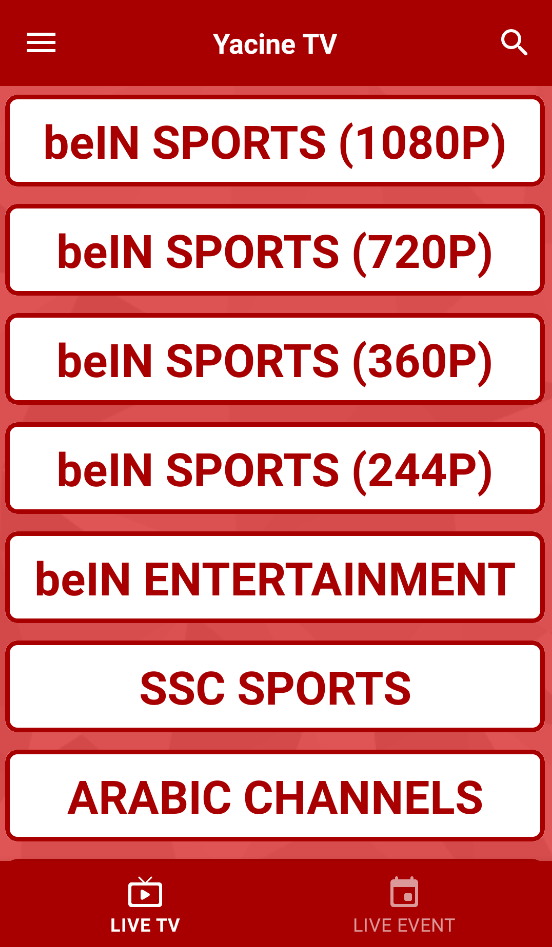 Yacine TV
beIN SPORTS (1080P)
beIN SPORTS (720P)
beIN SPORTS (360P)
beIN SPORTS (244P)
beIN ENTERTAINMENT
SSC SPORTS
ARABIC CHANNELS
LIVE TV
LIVE EVENT